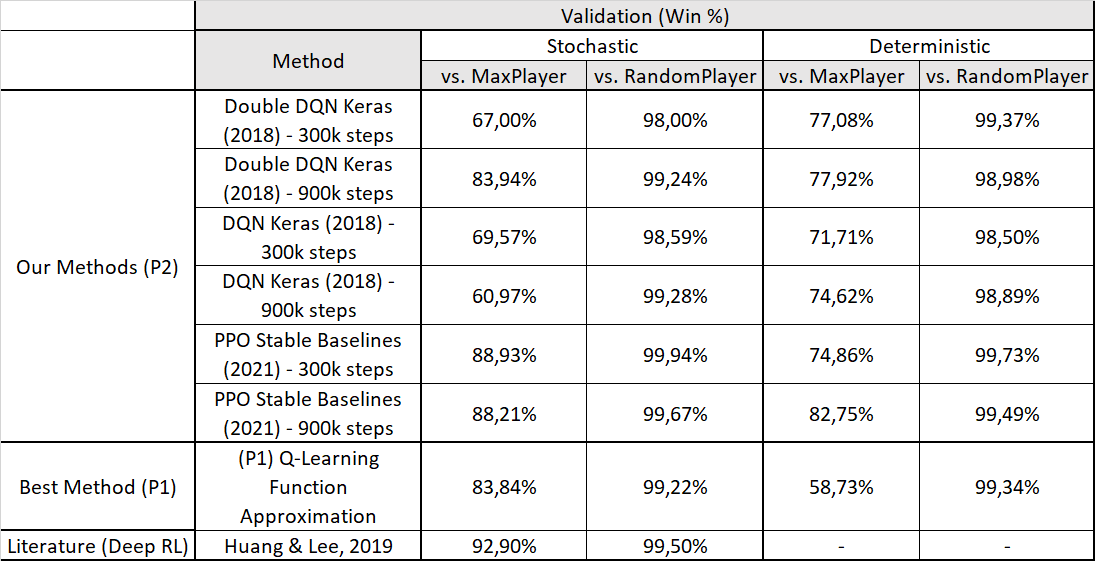 Validation (Win %)
Method
Stochastic
Deterministic
vs. MaxPlayer
vs. RandomPlayer
vs. MaxPlayer
vs. RandomPlayer
Our Methods (P2)
Double DQN Keras
(2018) - 300k steps
67,00%
98,00%
77,08%
99,37%
Double DQN Keras
(2018) - 900k steps
83,94%
99,24%
77,92%
98,98%
DQN Keras (2018) -
300k steps
69,57%
98,59%
71,71%
98,50%
DQN Keras (2018) -
900k steps
60,97%
99,28%
74,62%
98,89%
PPO Stable Baselines
(2021) - 300k steps
88,93%
99,94%
74,86%
99,73%
PPO Stable Baselines
(2021) - 900k steps
88,21%
99,67%
82,75%
99,49%
Best Method (P1)
(P1) Q-Learning
Function
Approximation
83,84%
99,22%
58,73%
99,34%
Literature (Deep RL)
Huang & Lee, 2019
92,90%
99,50%
-
-